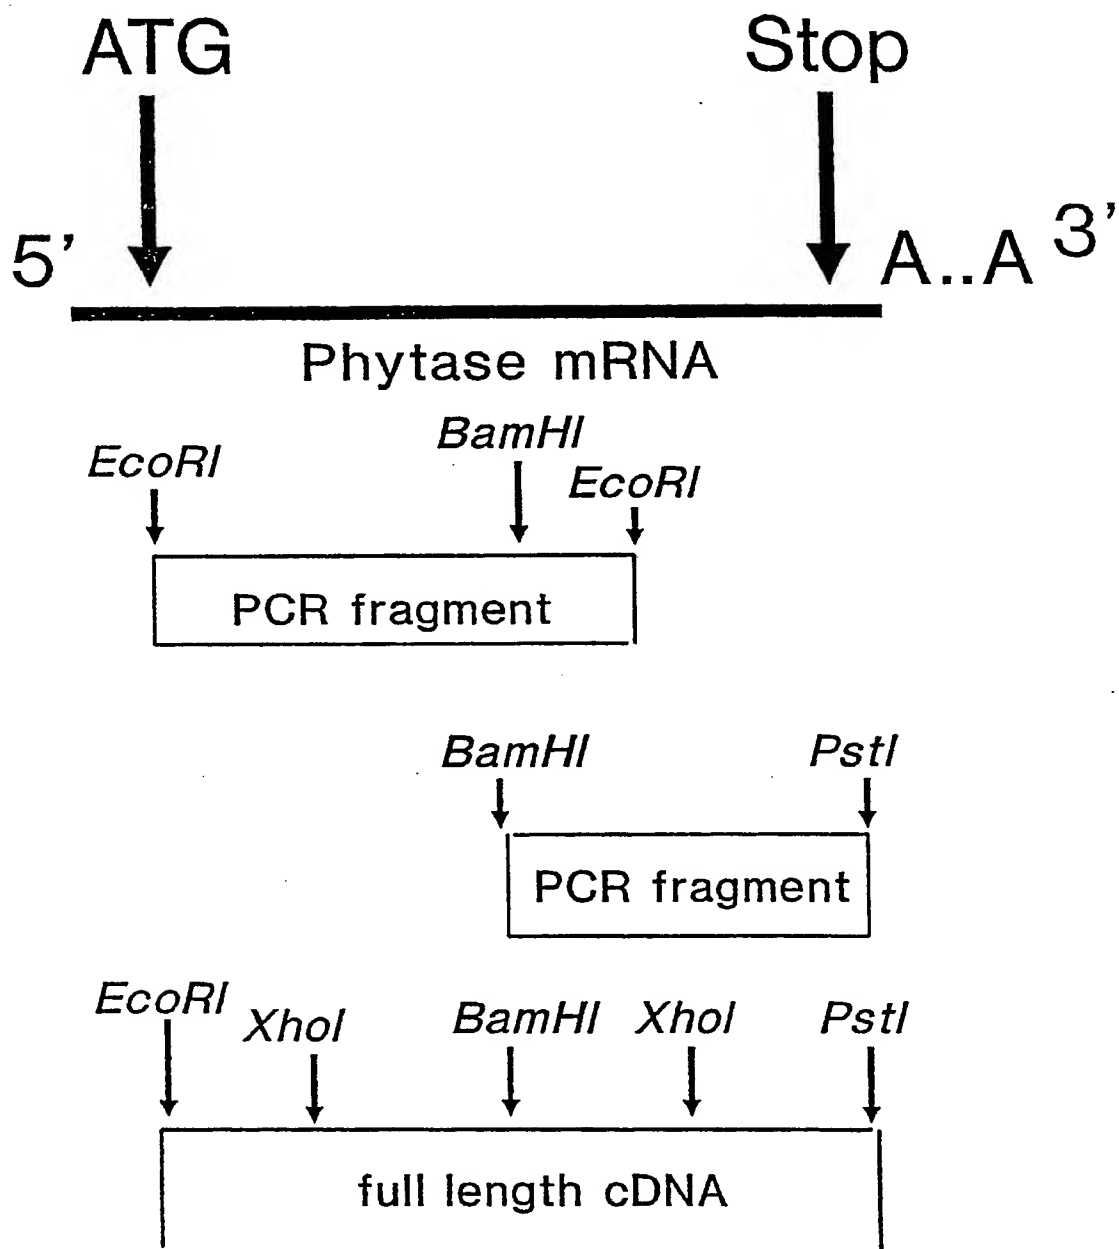 ATG
Stop
5’
A..A 3’
Phytase mRNA
EcoRI
BamHI
EcoRI
PCR fragment
BamHI
PstI
PCR fragment
EcoRI
XhoI
BamHI
XhoI
PstI
full length cDNA